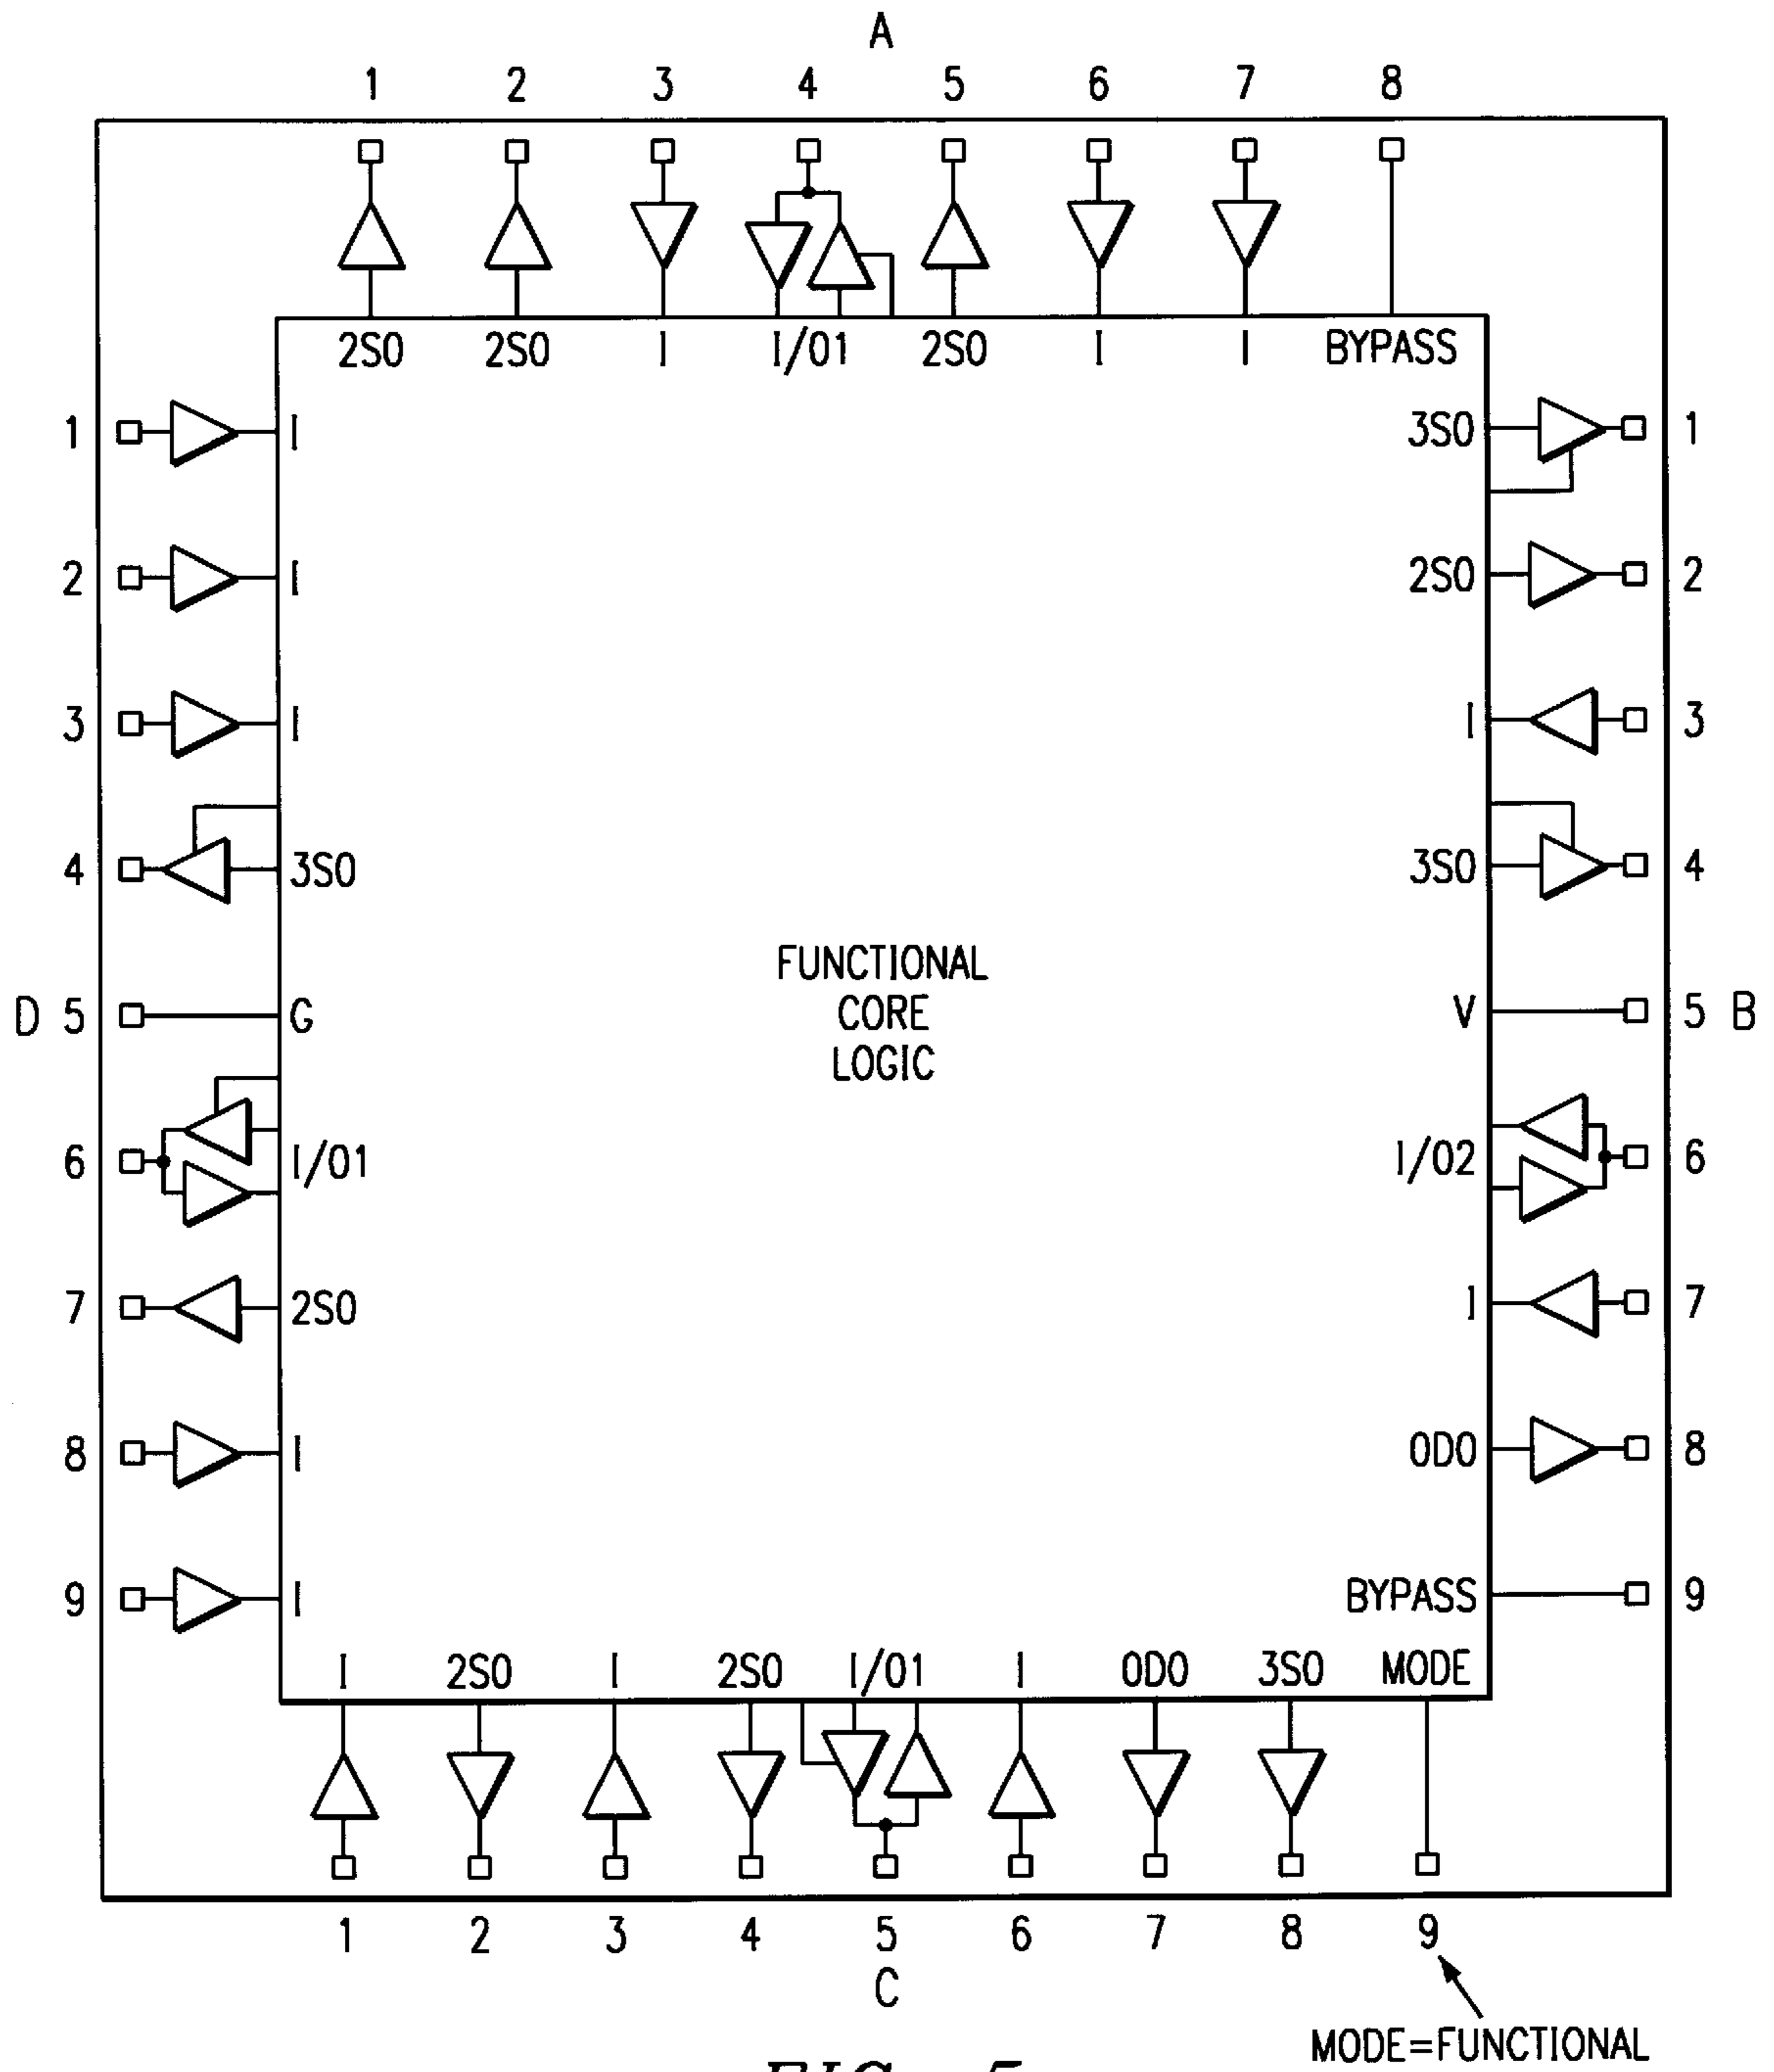 A
1 2 3 4 5 6 7 8
2SO 2SO I I/O1 2SO I I BYPASS
1 I 3SO 1
2 I 2SO 2
3 I I 3
4 3SO 3SO 4
FUNCTIONAL
CORE
LOGIC
D 5 G V 5 B
6 I/O1 I/O2 6
7 2SO I 7
8 I ODO 8
9 I BYPASS 9
I 2SO I 2SO I/O1 I ODO 3SO MODE
1 2 3 4 5 6 7 8 9
C
MODE=FUNCTIONAL